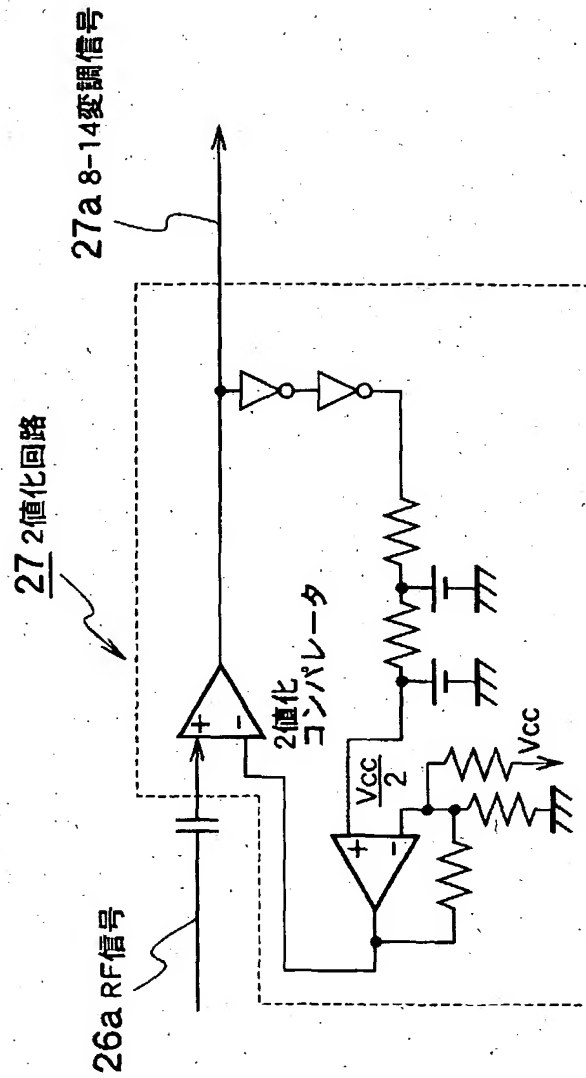 27 2値化回路
26a RF信号
27a 8-14変調信号
+
-
2値化
コンパレータ
Vcc
2
+
-
Vcc